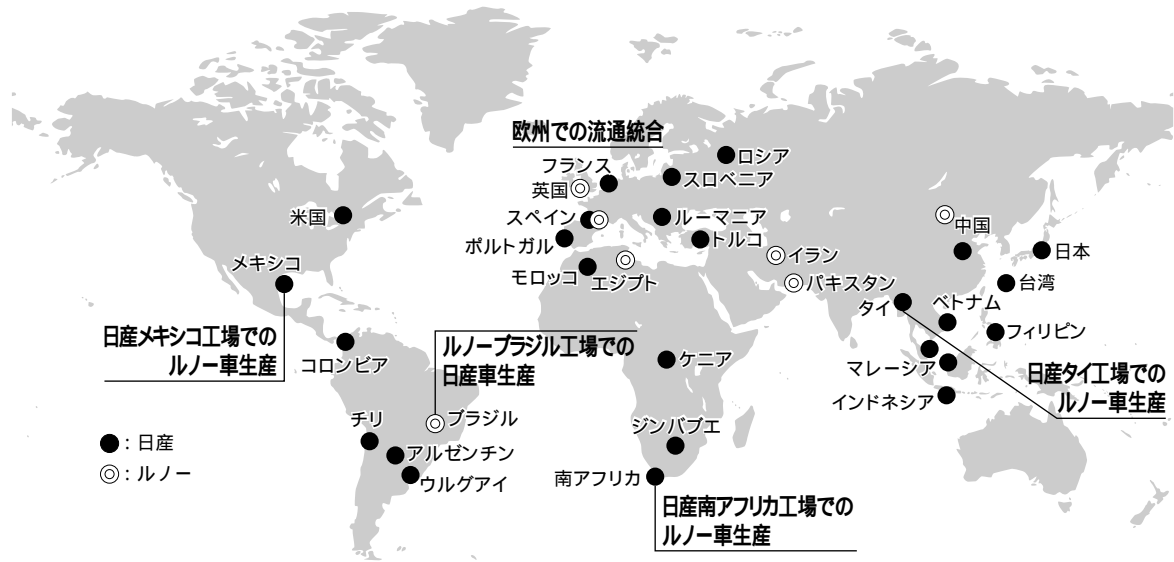 欧州での流通統合
フランス
ロシア
英国
スロベニア
米国
スペイン
ルーマニア
中国
ポルトガル
トルコ
日本
メキシコ
モロッコ
エジプト
イラン
パキスタン
台湾
タイ
ベトナム
日産メキシコ工場での
ルノー車生産
コロンビア
ルノーブラジル工場での
日産車生産
ケニア
フィリピン
マレーシア
日産タイ工場での
ルノー車生産
インドネシア
チリ
ブラジル
ジンバブエ
●：日産
アルゼンチン
◎：ルノー
ウルグアイ
南アフリカ
日産南アフリカ工場での
ルノー車生産